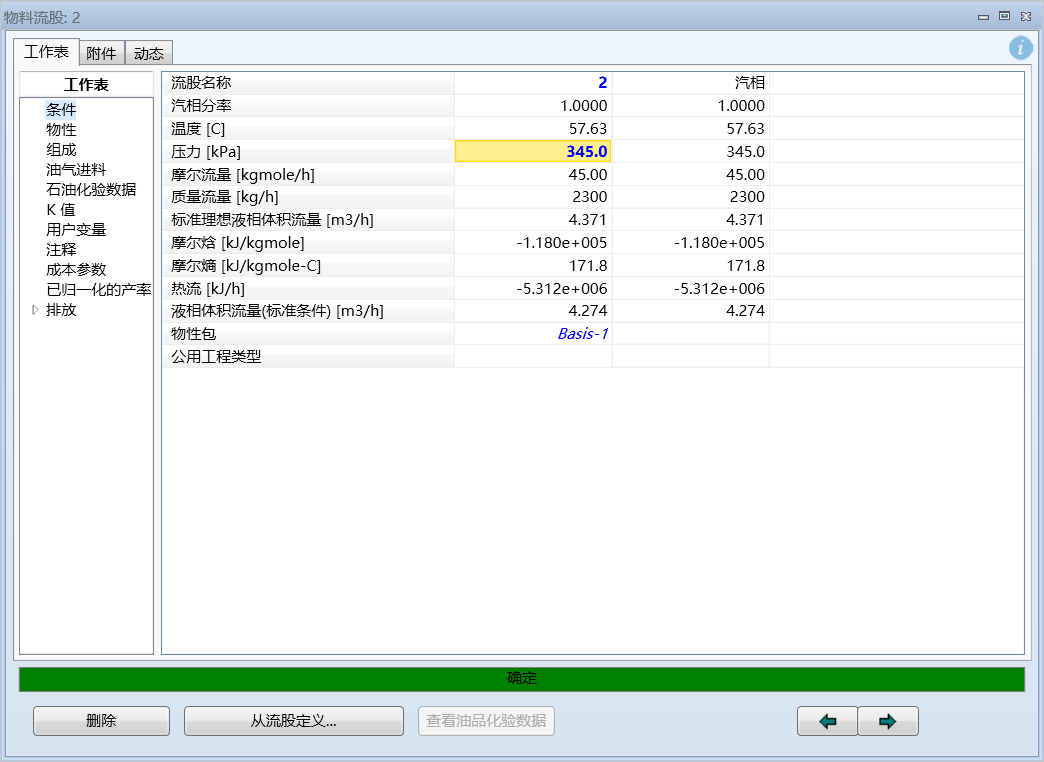 物料流股: 2
工作表 附件 动态
工作表
条件
物性
组成
油气进料
石油化验数据
K 值
用户变量
注释
成本参数
已归一化的产率
排放
流股名称 2 汽相
汽相分率 1.0000 1.0000
温度 [C] 57.63 57.63
压力 [kPa] 345.0 345.0
摩尔流量 [kgmole/h] 45.00 45.00
质量流量 [kg/h] 2300 2300
标准理想液相体积流量 [m3/h] 4.371 4.371
摩尔焓 [kJ/kgmole] -1.180e+005 -1.180e+005
摩尔熵 [kJ/kgmole-C] 171.8 171.8
热流 [kJ/h] -5.312e+006 -5.312e+006
液相体积流量(标准条件) [m3/h] 4.274 4.274
物性包 Basis-1
公用工程类型
确定
删除 从流股定义... 查看油品化验数据